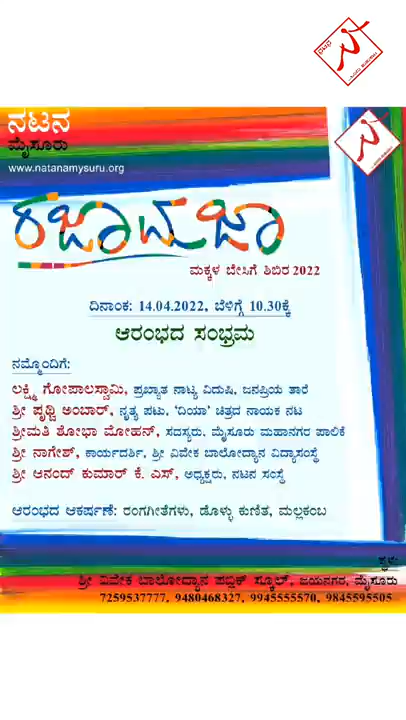 ನಟನ
ಮೈಸೂರು
www.natanamysuru.org
ರಜಾಮಜಾ
ಮಕ್ಕಳ ಬೇಸಿಗೆ ಶಿಬಿರ 2022
ದಿನಾಂಕ: 14.04.2022, ಬೆಳಿಗ್ಗೆ 10.30ಕ್ಕೆ
ಆರಂಭದ ಸಂಭ್ರಮ
ನಮ್ಮೊಂದಿಗೆ:
ಲಕ್ಷ್ಮಿ ಗೋಪಾಲಸ್ವಾಮಿ, ಪ್ರಖ್ಯಾತ ನಾಟ್ಯ ವಿದುಷಿ, ಜನಪ್ರಿಯ ತಾರೆ
ಶ್ರೀ ಪೃಥ್ವಿ ಅಂಬಾರ್, ನೃತ್ಯ ಪಟು, 'ದಿಯಾ' ಚಿತ್ರದ ನಾಯಕ ನಟ
ಶ್ರೀಮತಿ ಶೋಭಾ ಮೋಹನ್, ಸದಸ್ಯರು, ಮೈಸೂರು ಮಹಾನಗರ ಪಾಲಿಕೆ
ಶ್ರೀ ನಾಗೇಶ್, ಕಾರ್ಯದರ್ಶಿ, ಶ್ರೀ ವಿವೇಕ ಬಾಲೋದ್ಯಾನ ವಿದ್ಯಾಸಂಸ್ಥೆ
ಶ್ರೀ ಆನಂದ್ ಕುಮಾರ್ ಕೆ. ಎಸ್, ಅಧ್ಯಕ್ಷರು, ನಟನ ಸಂಸ್ಥೆ
ಆರಂಭದ ಆಕರ್ಷಣೆ: ರಂಗಗೀತೆಗಳು, ಡೊಳ್ಳು ಕುಣಿತ, ಮಲ್ಲಕಂಬ
ಸ್ಥಳ:
ಶ್ರೀ ವಿವೇಕ ಬಾಲೋದ್ಯಾನ ಪಬ್ಲಿಕ್ ಸ್ಕೂಲ್, ಜಯನಗರ, ಮೈಸೂರು
7259537777, 9480468327, 9945555570, 9845595505